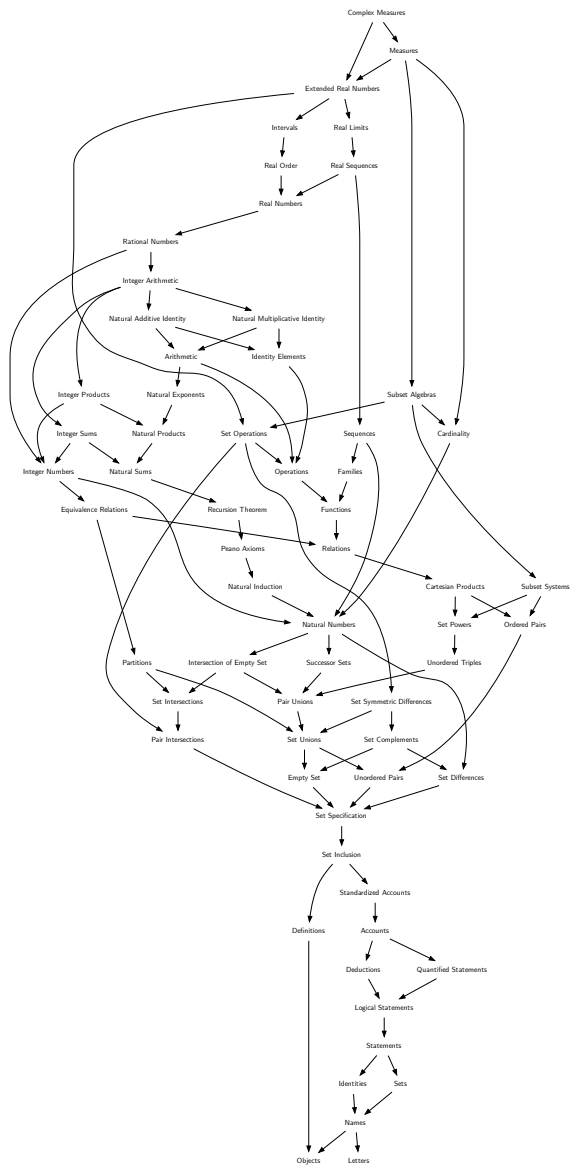 Complex Measures
Measures
Extended Real Numbers
Intervals
Real Limits
Real Order
Real Sequences
Real Numbers
Rational Numbers
Integer Arithmetic
Natural Additive Identity
Natural Multiplicative Identity
Arithmetic
Identity Elements
Integer Products
Natural Exponents
Subset Algebras
Integer Sums
Natural Products
Set Operations
Sequences
Cardinality
Integer Numbers
Natural Sums
Operations
Families
Equivalence Relations
Recursion Theorem
Functions
Peano Axioms
Relations
Natural Induction
Cartesian Products
Subset Systems
Natural Numbers
Set Powers
Ordered Pairs
Partitions
Intersection of Empty Set
Successor Sets
Unordered Triples
Set Intersections
Pair Unions
Set Symmetric Differences
Pair Intersections
Set Unions
Set Complements
Empty Set
Unordered Pairs
Set Differences
Set Specification
Set Inclusion
Standardized Accounts
Definitions
Accounts
Deductions
Quantified Statements
Logical Statements
Statements
Identities
Sets
Names
Objects
Letters